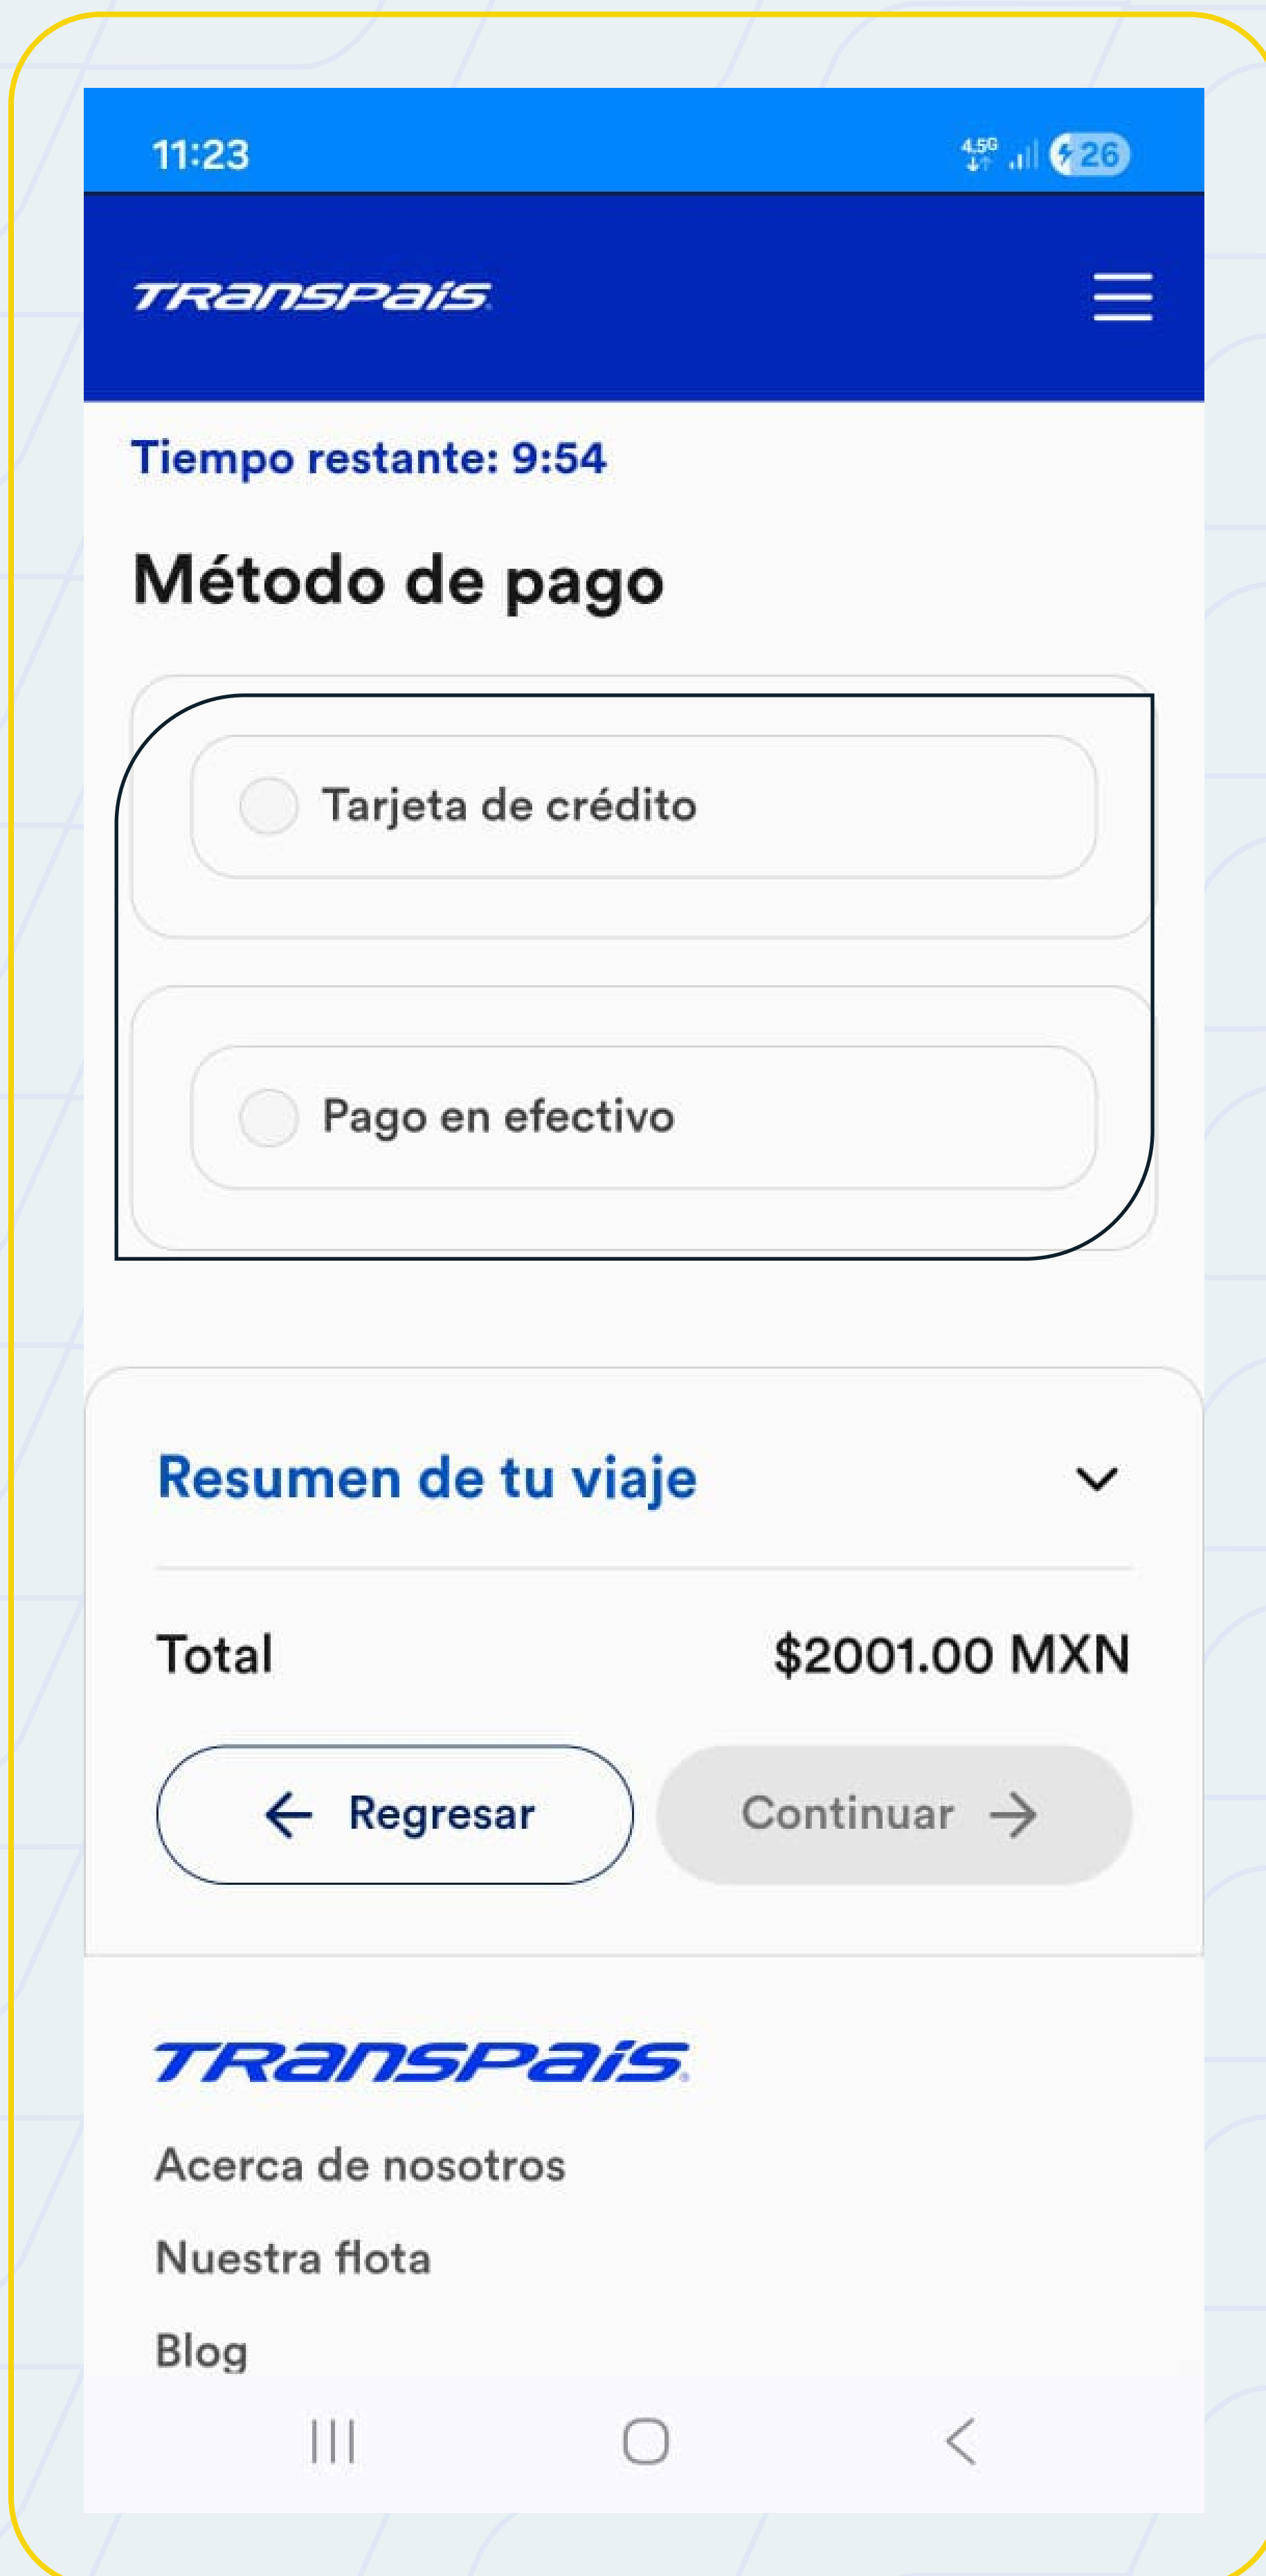 11:23
4.5G
26
TRANSPAIS
Tiempo restante: 9:54
Método de pago
Tarjeta de crédito
Pago en efectivo
Resumen de tu viaje
Total $2001.00 MXN
← Regresar Continuar →
TRANSPAIS
Acerca de nosotros
Nuestra flota
Blog